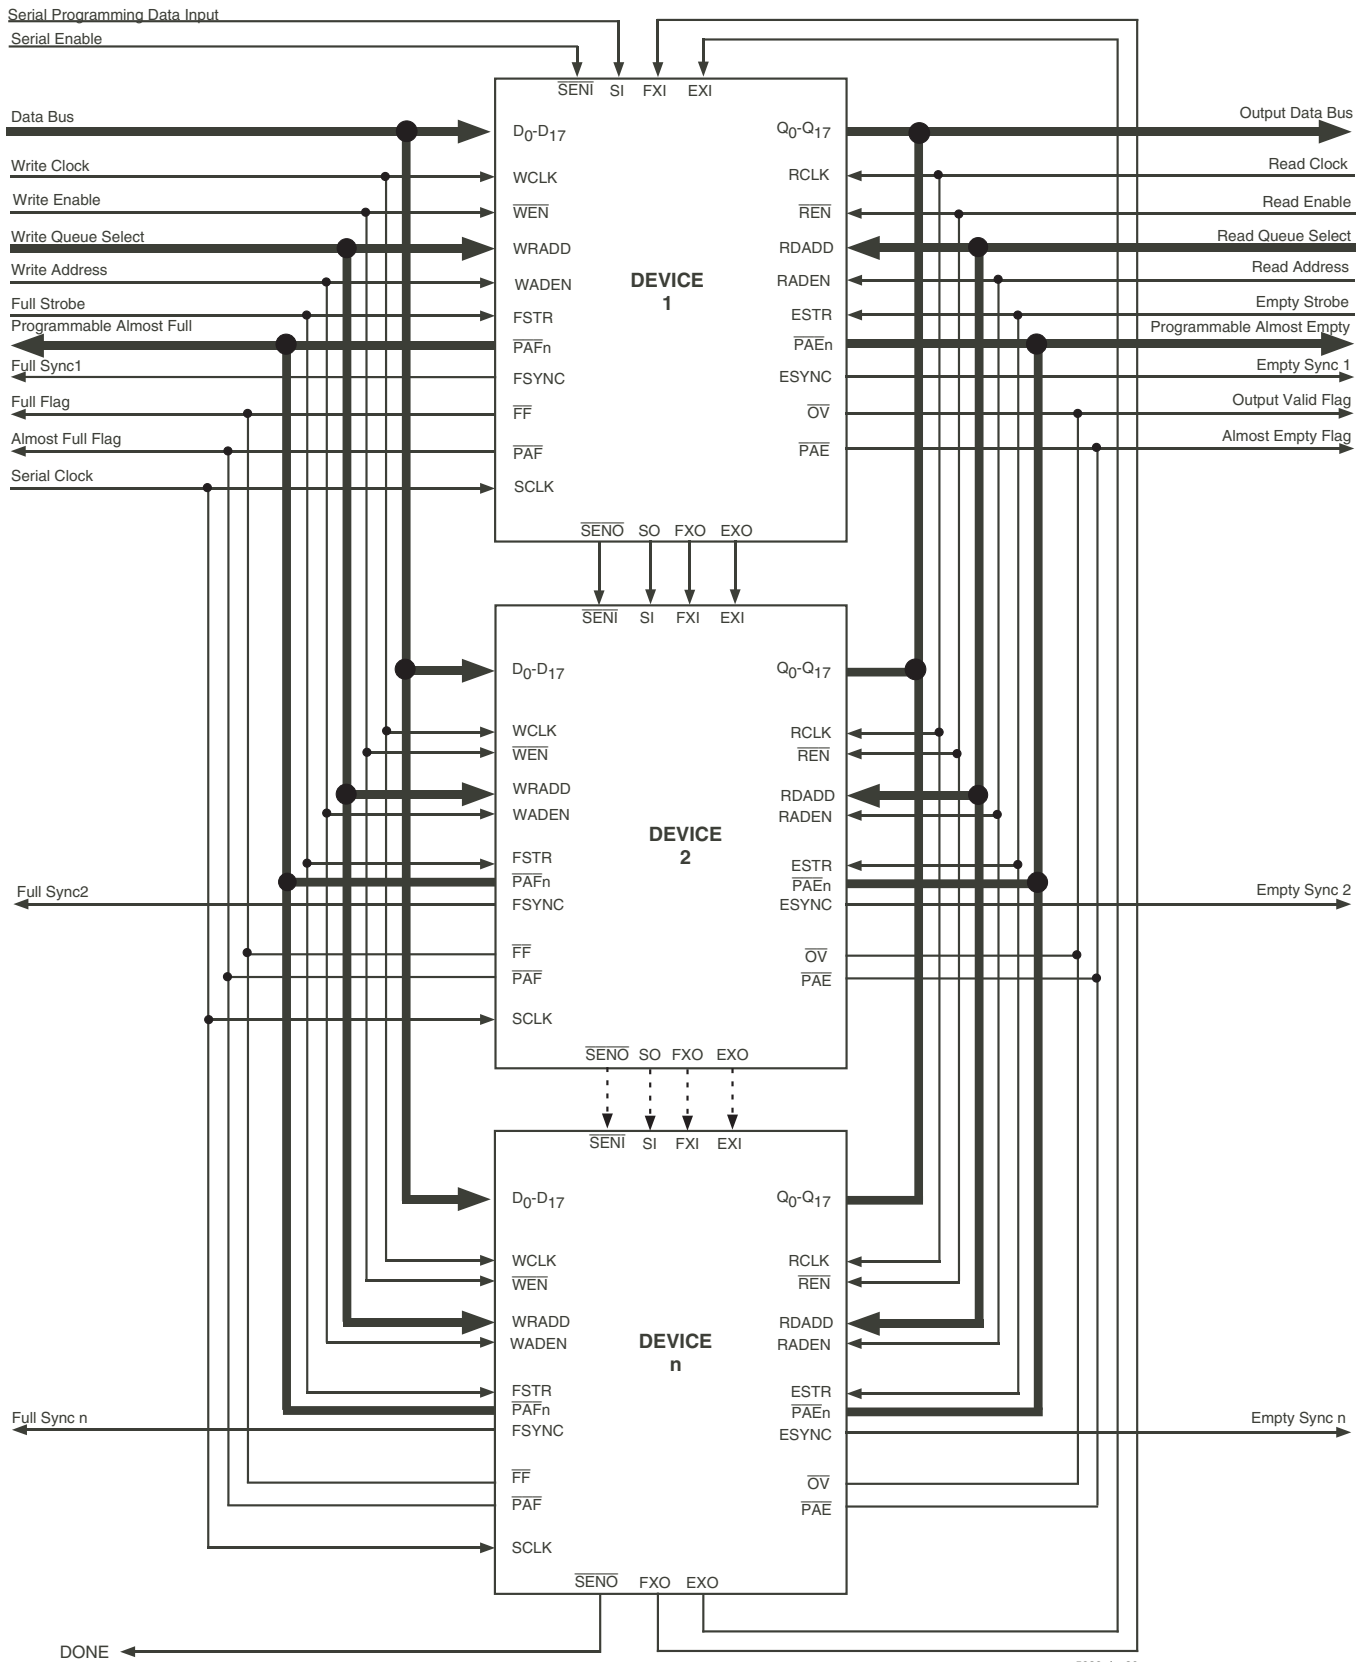 Serial Programming Data Input
Serial Enable
SENI SI FXI EXI
Data Bus D0-D17 Q0-Q17 Output Data Bus
Write Clock WCLK RCLK Read Clock
Write Enable WEN REN Read Enable
Write Queue Select WRADD RDADD Read Queue Select
Write Address WADEN RADEN Read Address
DEVICE
1
Full Strobe FSTR ESTR Empty Strobe
Programmable Almost Full PAFn PAEn Programmable Almost Empty
Full Sync1 FSYNC ESYNC Empty Sync 1
Full Flag FF OV Output Valid Flag
Almost Full Flag PAF PAE Almost Empty Flag
Serial Clock SCLK
SENO SO FXO EXO
SENI SI FXI EXI
D0-D17 Q0-Q17
WCLK RCLK
WEN REN
WRADD RDADD
WADEN RADEN
DEVICE
2
FSTR ESTR
PAFn PAEn
Full Sync2 FSYNC ESYNC Empty Sync 2
FF OV
PAF PAE
SCLK
SENO SO FXO EXO
SENI SI FXI EXI
D0-D17 Q0-Q17
WCLK RCLK
WEN REN
WRADD RDADD
WADEN RADEN
DEVICE
n
FSTR ESTR
PAFn PAEn
Full Sync n FSYNC ESYNC Empty Sync n
FF OV
PAF PAE
SCLK
SENO FXO EXO
DONE